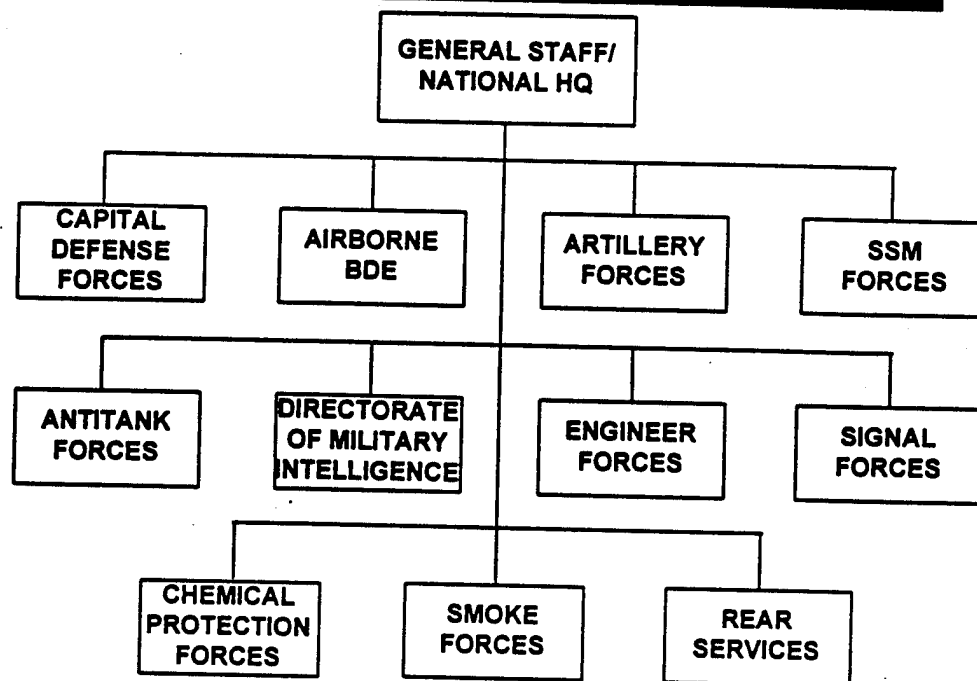 GENERAL STAFF/
NATIONAL HQ
CAPITAL
DEFENSE
FORCES
AIRBORNE
BDE
ARTILLERY
FORCES
SSM
FORCES
ANTITANK
FORCES
DIRECTORATE
OF MILITARY
INTELLIGENCE
ENGINEER
FORCES
SIGNAL
FORCES
CHEMICAL
PROTECTION
FORCES
SMOKE
FORCES
REAR
SERVICES